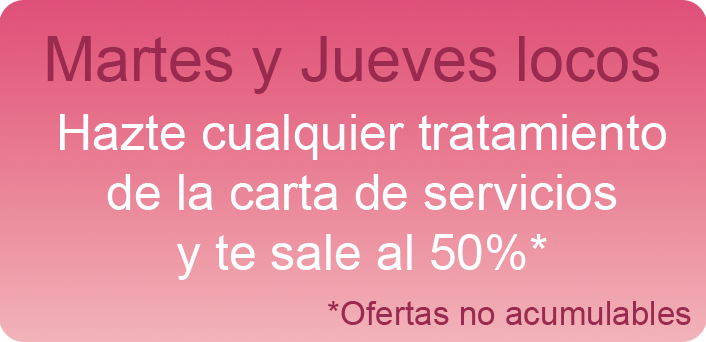 Martes y Jueves locos
Hazte cualquier tratamiento
de la carta de servicios
y te sale al 50%*
*Ofertas no acumulables